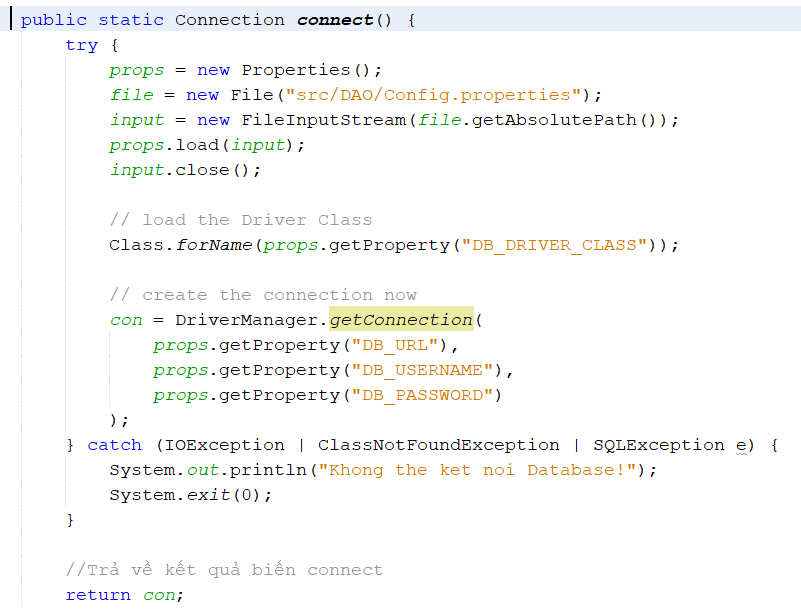 public static Connection connect() {
    try {
        props = new Properties();
        file = new File("src/DAO/Config.properties");
        input = new FileInputStream(file.getAbsolutePath());
        props.load(input);
        input.close();

        // load the Driver Class
        Class.forName(props.getProperty("DB_DRIVER_CLASS"));

        // create the connection now
        con = DriverManager.getConnection(
            props.getProperty("DB_URL"),
            props.getProperty("DB_USERNAME"),
            props.getProperty("DB_PASSWORD")
        );
    } catch (IOException | ClassNotFoundException | SQLException e) {
        System.out.println("Khong the ket noi Database!");
        System.exit(0);
    }

    //Trả về kết quả biến connect
    return con;